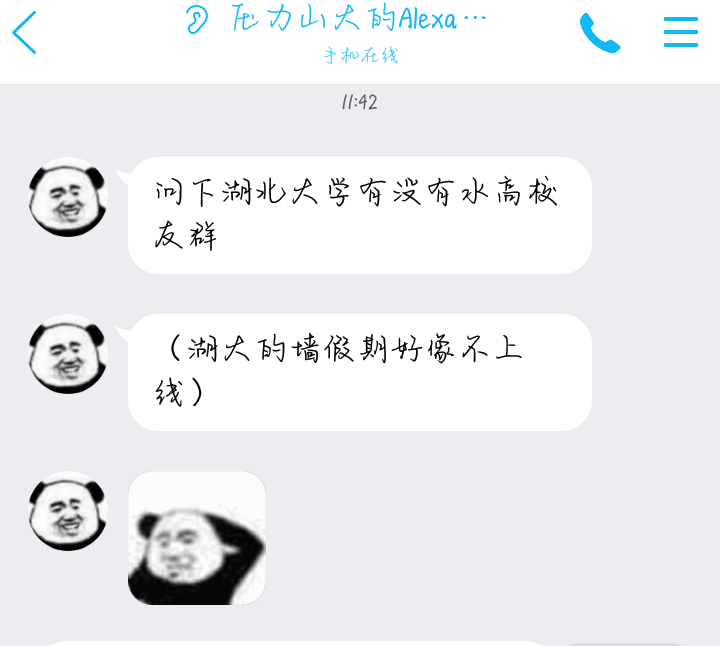 压力山大的Alexa…
手机在线
11:42
问下湖北大学有没有水高校
友群
（湖大的墙假期好像不上
线）